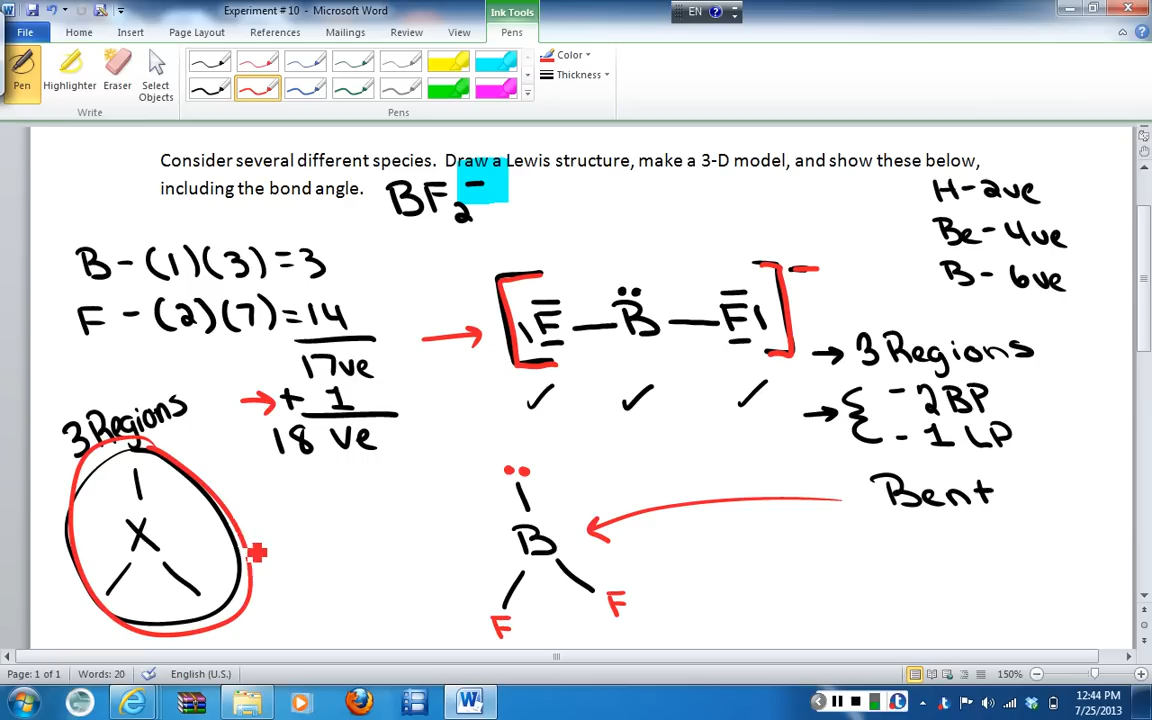 Experiment #10 - Microsoft Word
Ink Tools
EN
File Home Insert Page Layout References Mailings Review View Pens
Pen Highlighter Eraser Select Objects
Color
Thickness
Write
Pens
Consider several different species. Draw a Lewis structure, make a 3-D model, and show these below,
including the bond angle.
BF₂⁻
H-2ve
Be-4ve
B-6ve
B-(1)(3)=3
F-(2)(7)=14
17ve
+ 1
18 ve
[F-B-F]⁻
→ 3 Regions
→ { - 2BP
- 1 LP
Bent
3 Regions
X
B
F
F
Page: 1 of 1 Words: 20 English (U.S.) 150%
12:44 PM
7/25/2013